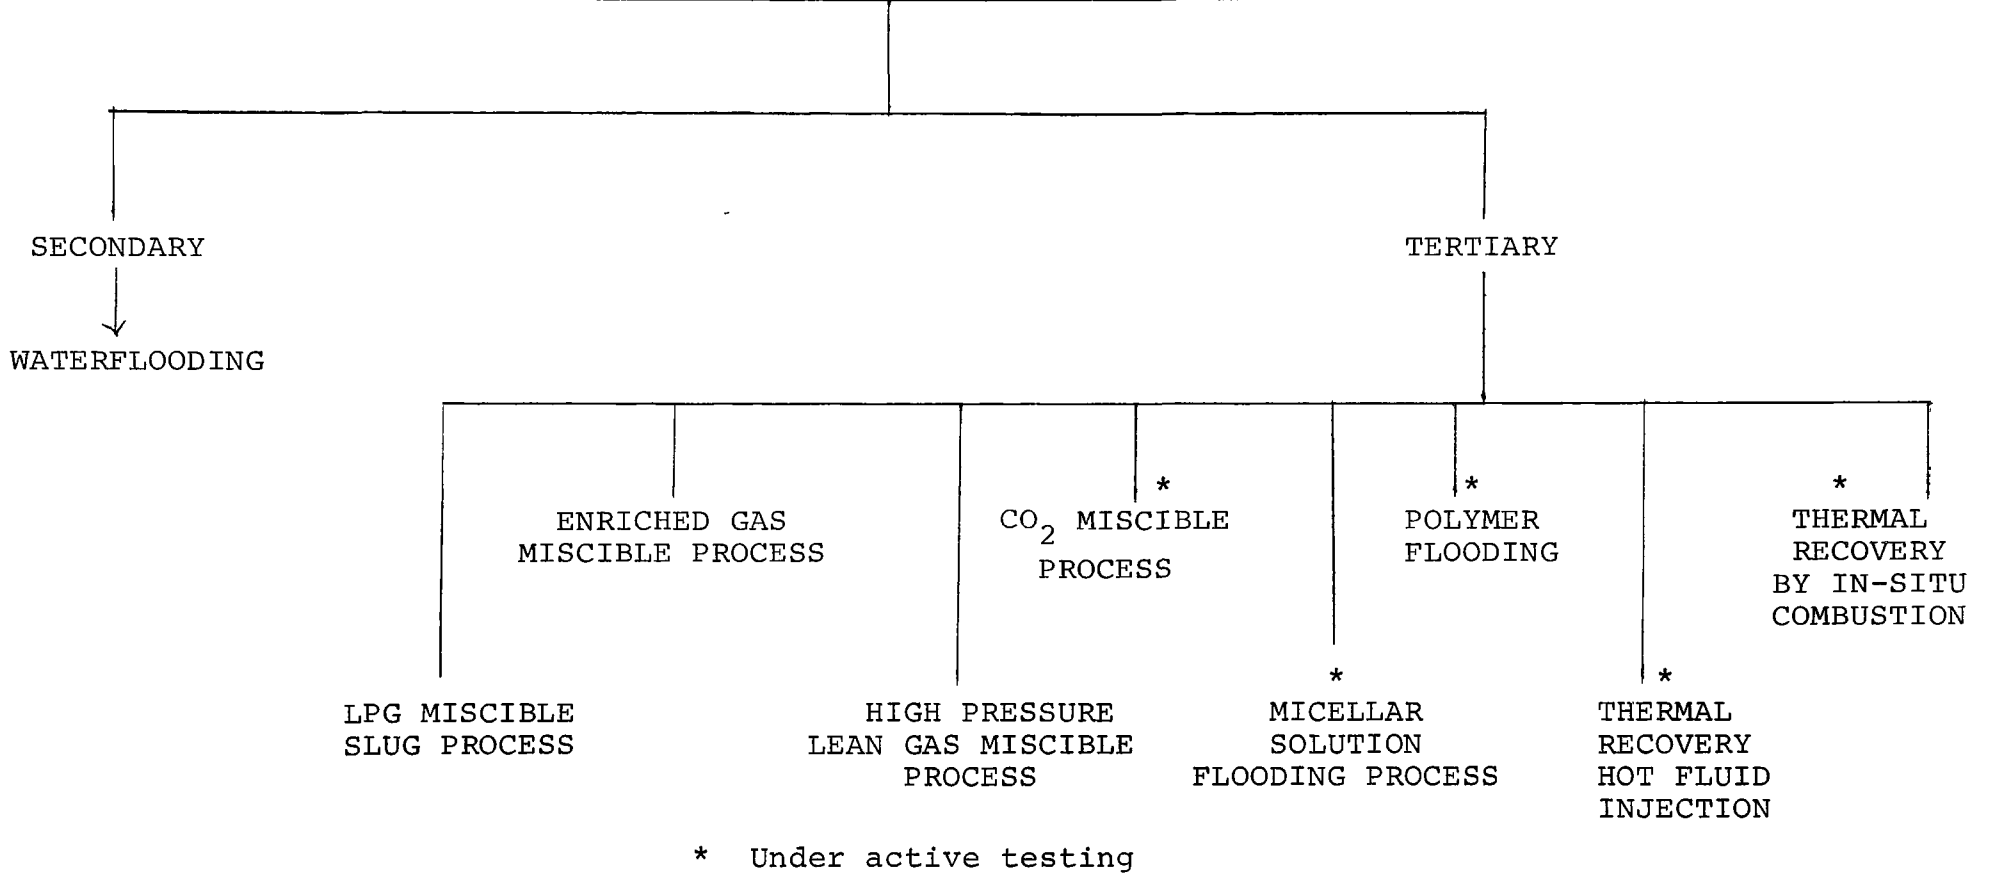 SECONDARY
TERTIARY
WATERFLOODING
*
ENRICHED GAS
MISCIBLE PROCESS
CO2 MISCIBLE
PROCESS
*
POLYMER
FLOODING
*
THERMAL
RECOVERY
BY IN-SITU
COMBUSTION
LPG MISCIBLE
SLUG PROCESS
HIGH PRESSURE
LEAN GAS MISCIBLE
PROCESS
*
MICELLAR
SOLUTION
FLOODING PROCESS
*
THERMAL
RECOVERY
HOT FLUID
INJECTION
* Under active testing